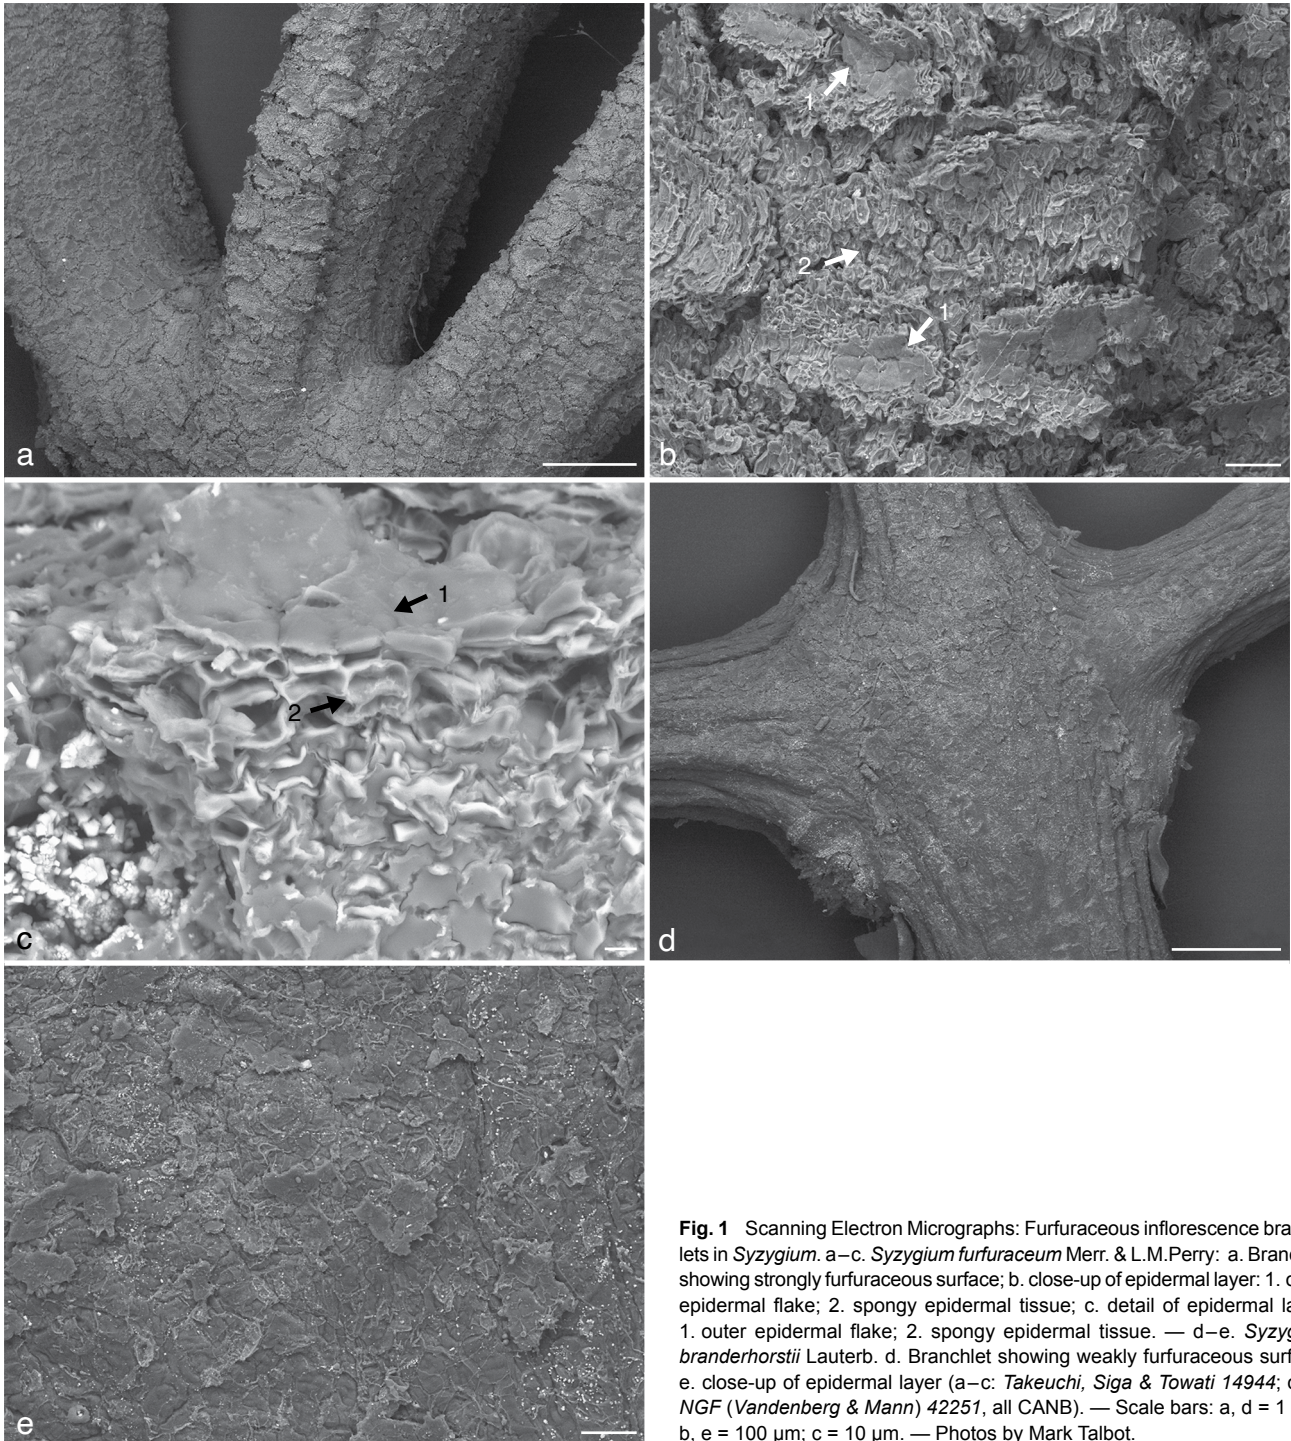 a
b
1
2
1
c
1
2
d
e
Fig. 1 Scanning Electron Micrographs: Furfuraceous inflorescence bra
lets in Syzygium. a–c. Syzygium furfuraceum Merr. & L.M.Perry: a. Branc
showing strongly furfuraceous surface; b. close-up of epidermal layer: 1. o
epidermal flake; 2. spongy epidermal tissue; c. detail of epidermal la
1. outer epidermal flake; 2. spongy epidermal tissue. — d–e. Syzyg
branderhorstii Lauterb. d. Branchlet showing weakly furfuraceous surf
e. close-up of epidermal layer (a–c: Takeuchi, Siga & Towati 14944; d
NGF (Vandenberg & Mann) 42251, all CANB). — Scale bars: a, d = 1
b, e = 100 µm; c = 10 µm. — Photos by Mark Talbot.